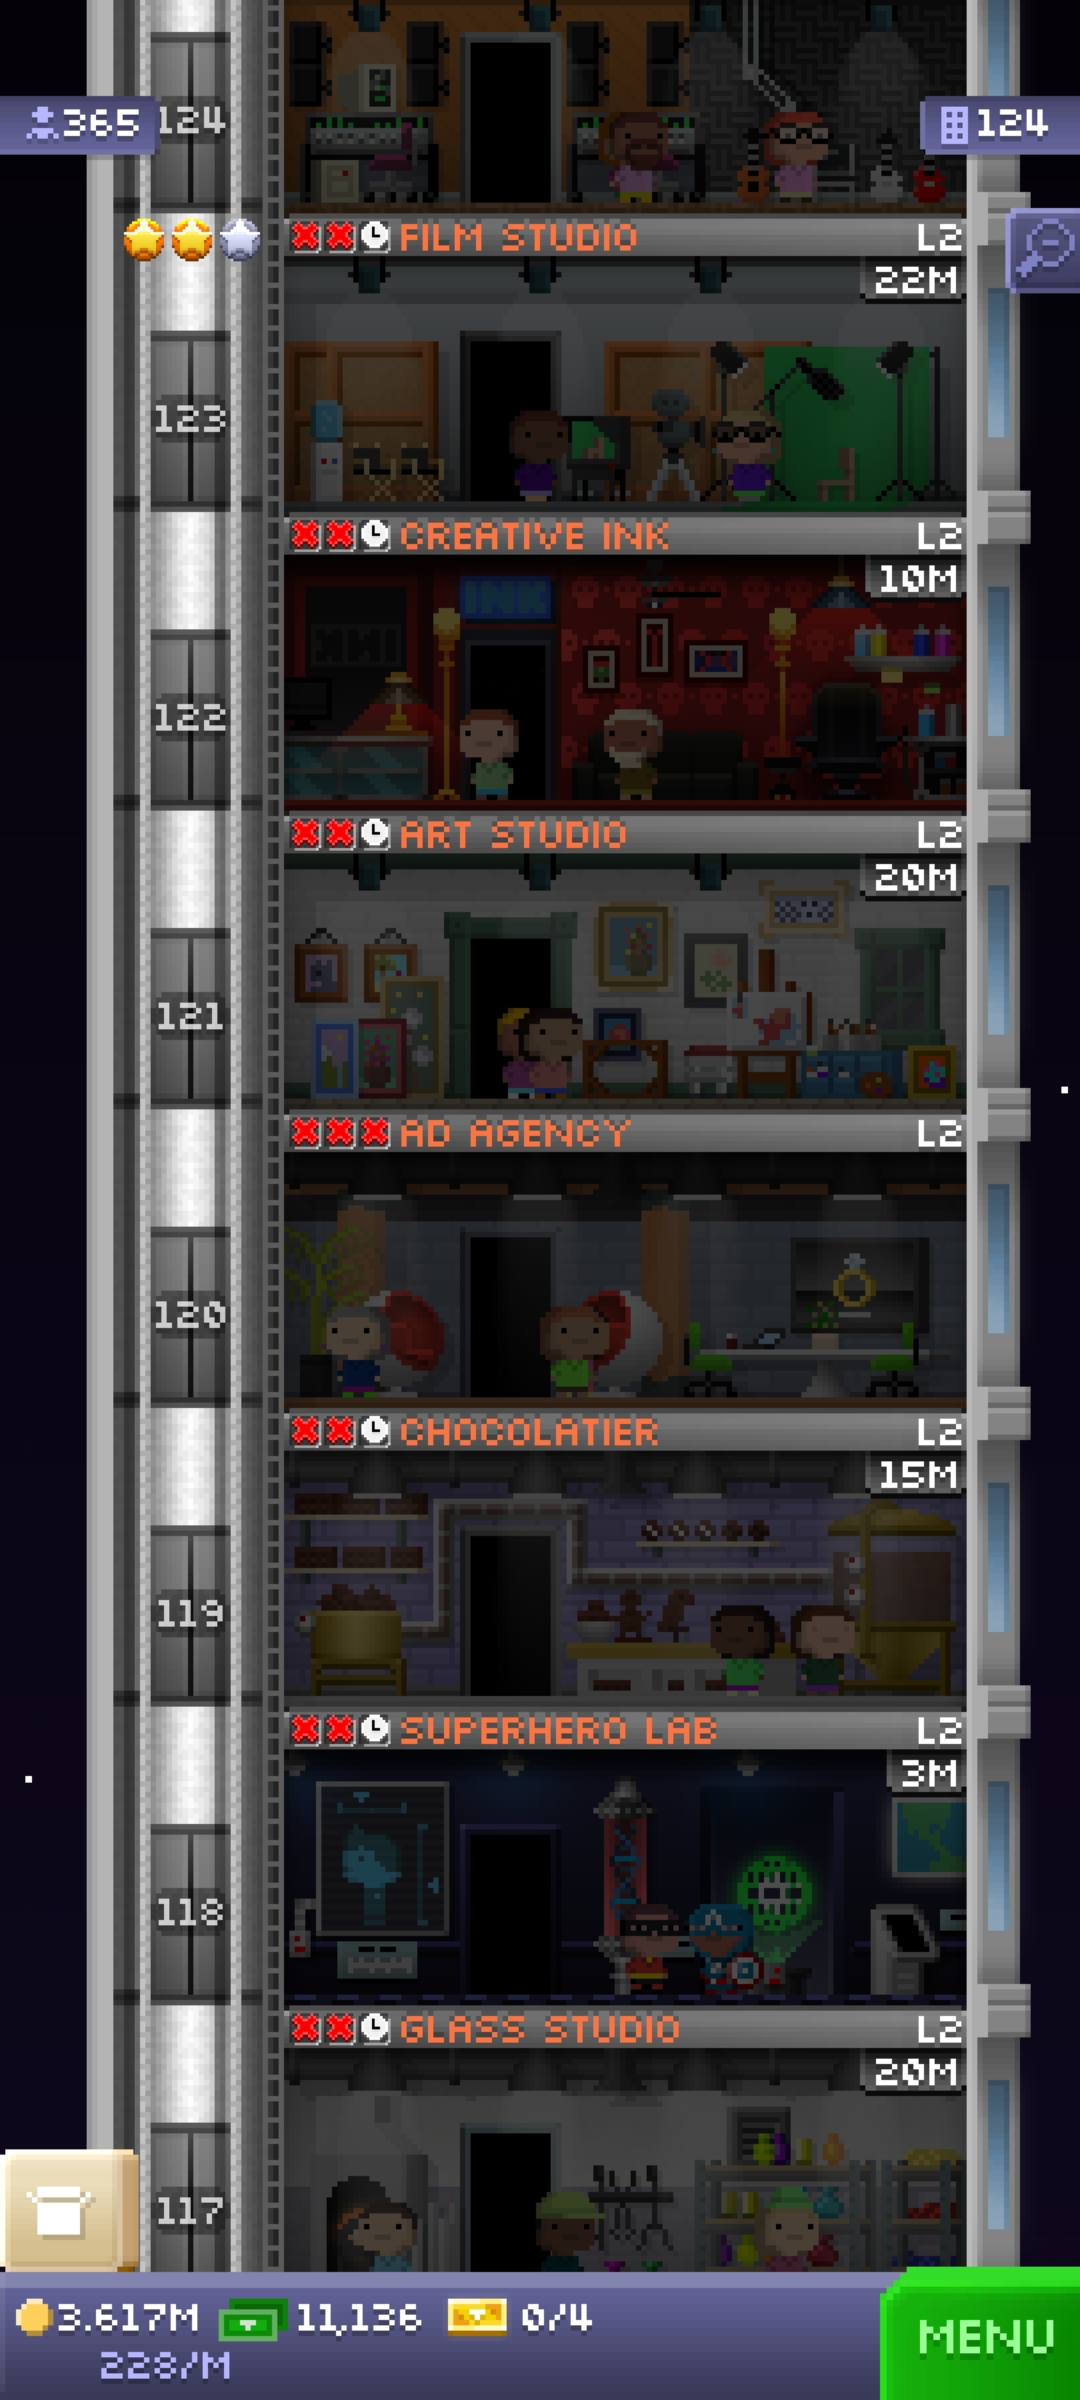 365
124
124
FILM STUDIO L2
22M
123
CREATIVE INK L2
10M
INK
122
ART STUDIO L2
20M
121
AD AGENCY L2
120
CHOCOLATIER L2
15M
119
SUPERHERO LAB L2
3M
118
GLASS STUDIO L2
20M
117
3.617M 11,136 0/4
228/M
MENU